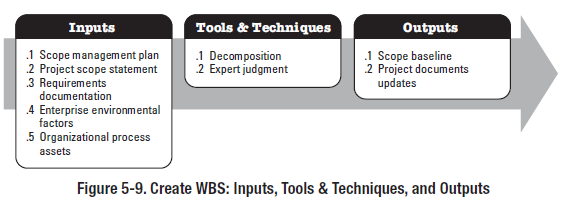 Inputs
.1 Scope management plan
.2 Project scope statement
.3 Requirements
documentation
.4 Enterprise environmental
factors
.5 Organizational process
assets
Tools & Techniques
.1 Decomposition
.2 Expert judgment
Outputs
.1 Scope baseline
.2 Project documents
updates
Figure 5-9. Create WBS: Inputs, Tools & Techniques, and Outputs